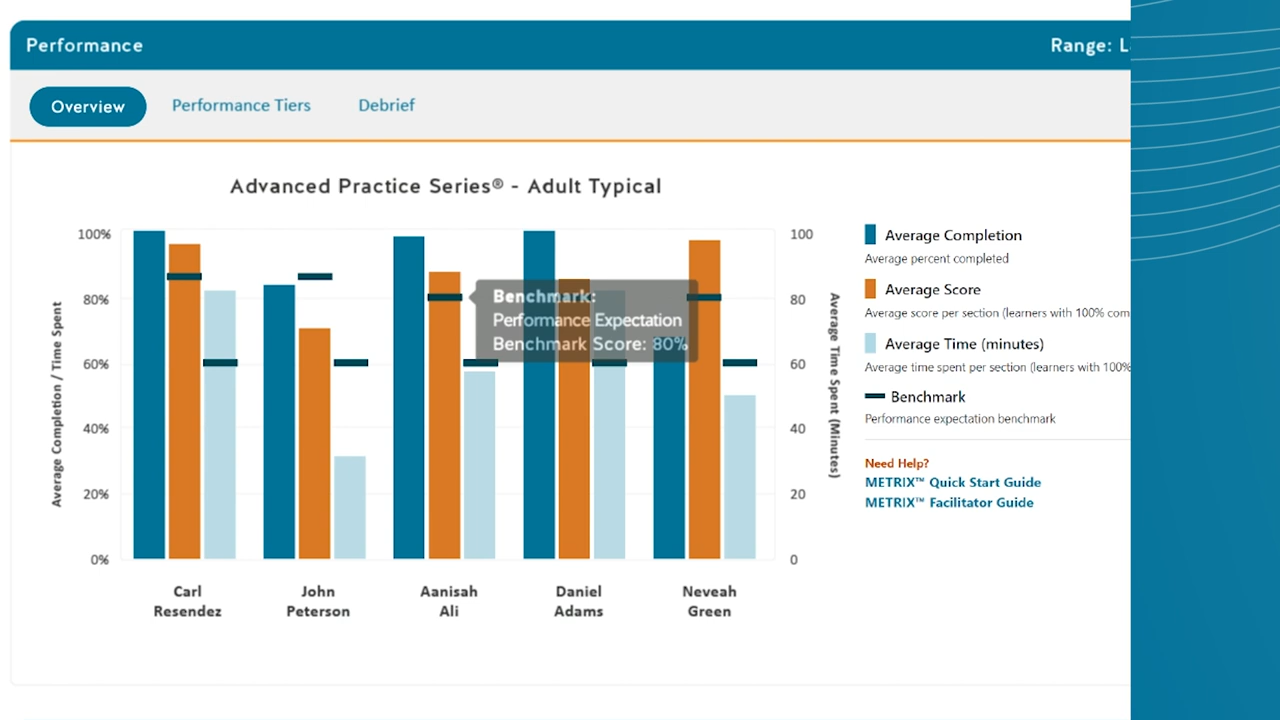 Performance
Range: L
Overview
Performance Tiers
Debrief
Advanced Practice Series® - Adult Typical
Average Completion / Time Spent
100%
80%
60%
40%
20%
0%
Benchmark:
Performance Expectation
Benchmark Score: 80%
100
80
60
40
20
0
Average Time Spent (Minutes)
Carl
Resendez
John
Peterson
Aanisah
Ali
Daniel
Adams
Neveah
Green
Average Completion
Average percent completed
Average Score
Average score per section (learners with 100% com
Average Time (minutes)
Average time spent per section (learners with 100%
Benchmark
Performance expectation benchmark
Need Help?
METRIX™ Quick Start Guide
METRIX™ Facilitator Guide